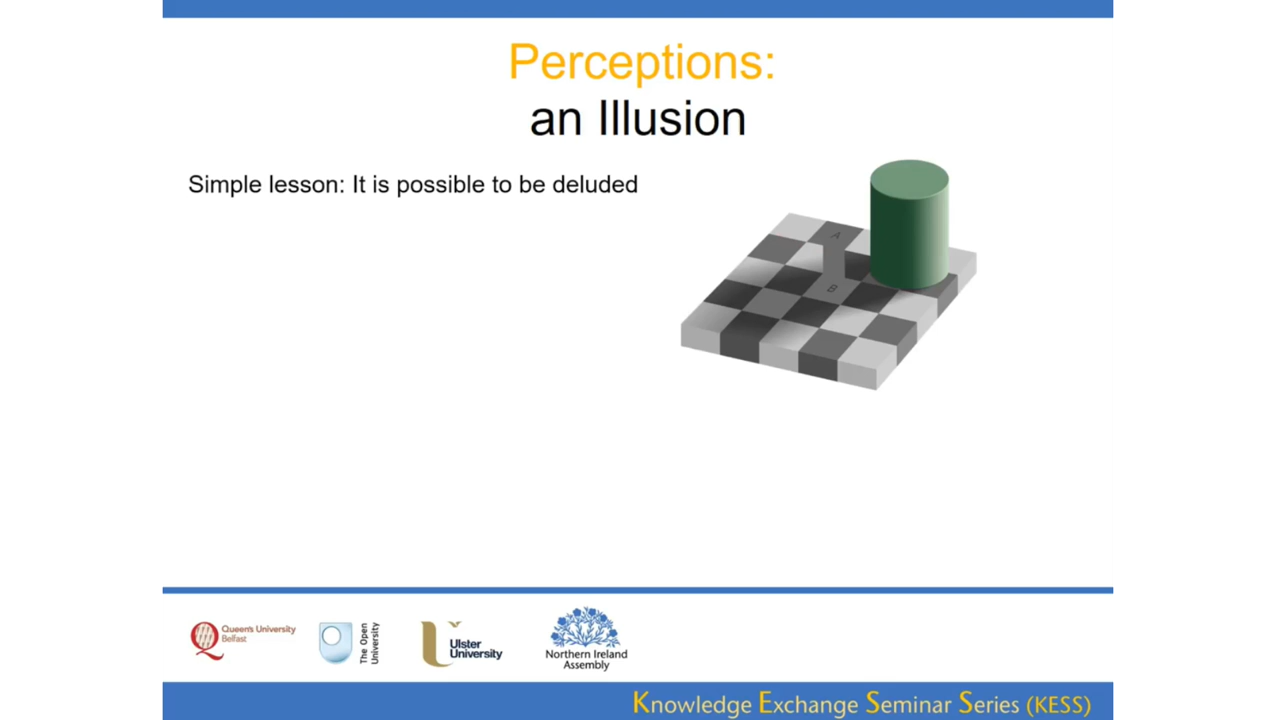 Perceptions:
an Illusion
Simple lesson: It is possible to be deluded
A
B
Queen's University
Belfast
The Open
University
Ulster
University
Northern Ireland
Assembly
Knowledge Exchange Seminar Series (KESS)